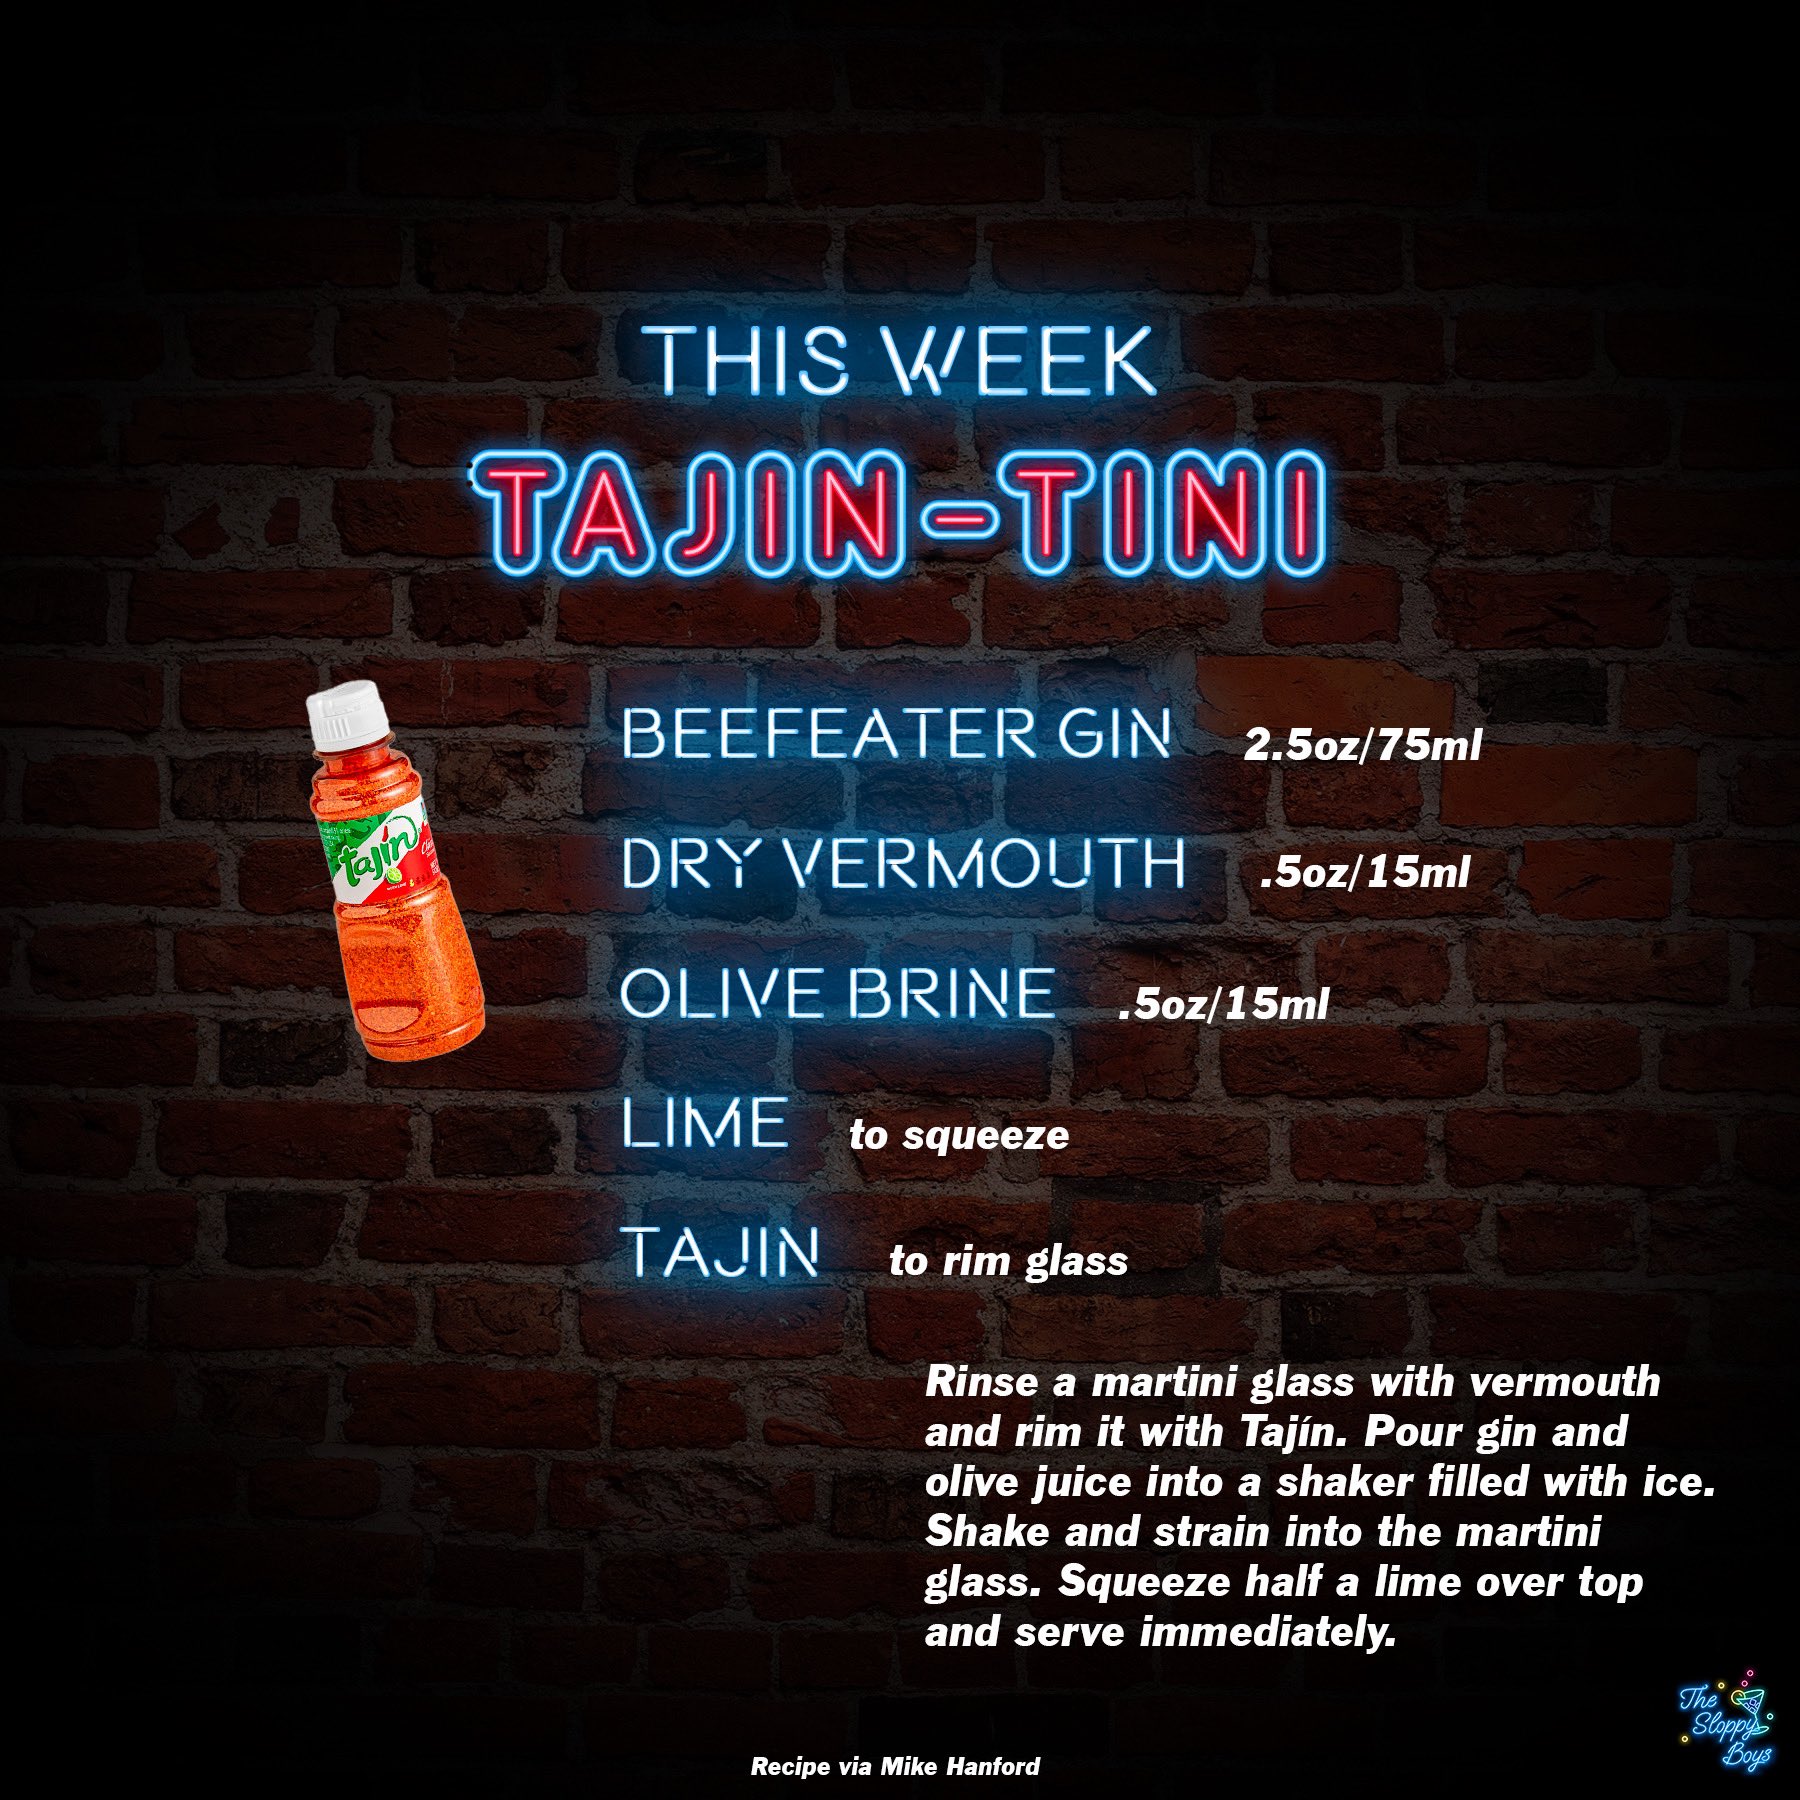 THIS WEEK
TAJIN-TINI
BEEFEATER GIN 2.5oz/75ml
DRY VERMOUTH .5oz/15ml
OLIVE BRINE .5oz/15ml
LIME to squeeze
TAJIN to rim glass
tajín
Rinse a martini glass with vermouth
and rim it with Tajín. Pour gin and
olive juice into a shaker filled with ice.
Shake and strain into the martini
glass. Squeeze half a lime over top
and serve immediately.
The
Sloppy
Boys
Recipe via Mike Hanford